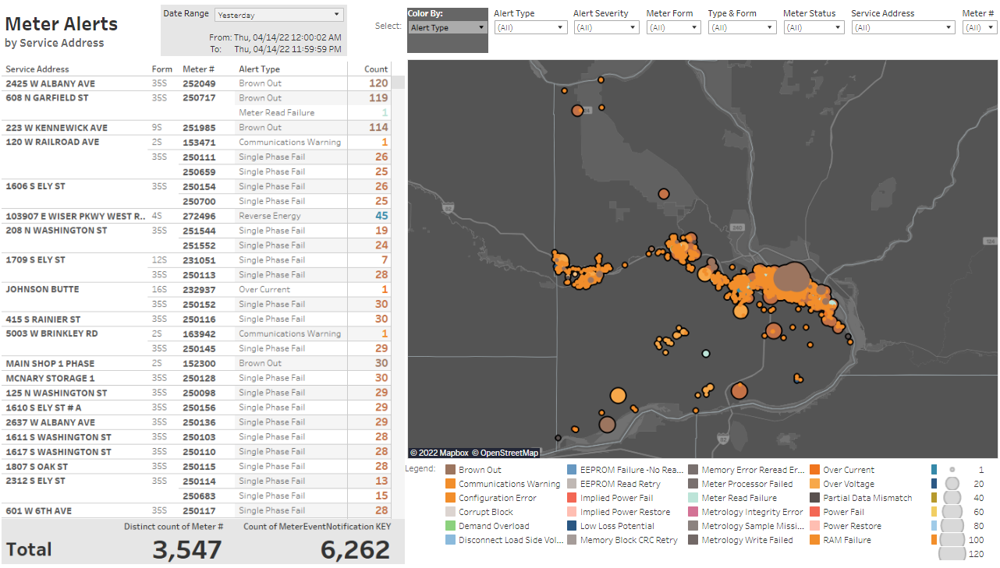 Meter Alerts
by Service Address
Date Range Yesterday
From: Thu, 04/14/22 12:00:02 AM
To: Thu, 04/14/22 11:59:59 PM
Select:
Color By: Alert Type Alert Severity Meter Form Type & Form Meter Status Service Address Meter #
Alert Type (All) (All) (All) (All) (All) (All) (All)
Service Address Form Meter # Alert Type Count
2425 W ALBANY AVE 35S 252049 Brown Out 120
608 N GARFIELD ST 35S 250717 Brown Out 119
Meter Read Failure 1
223 W KENNEWICK AVE 9S 251985 Brown Out 114
120 W RAILROAD AVE 2S 153471 Communications Warning 1
35S 250111 Single Phase Fail 26
250659 Single Phase Fail 25
1606 S ELY ST 35S 250154 Single Phase Fail 26
250700 Single Phase Fail 25
103907 E WISER PKWY WEST R.. 4S 272496 Reverse Energy 45
208 N WASHINGTON ST 35S 251544 Single Phase Fail 19
251552 Single Phase Fail 24
1709 S ELY ST 12S 231051 Single Phase Fail 7
35S 250113 Single Phase Fail 28
JOHNSON BUTTE 16S 232937 Over Current 1
35S 250152 Single Phase Fail 30
415 S RAINIER ST 35S 250116 Single Phase Fail 30
5003 W BRINKLEY RD 2S 163942 Communications Warning 1
35S 250145 Single Phase Fail 29
MAIN SHOP 1 PHASE 2S 152300 Brown Out 30
MCNARY STORAGE 1 35S 250128 Single Phase Fail 30
125 N WASHINGTON ST 35S 250098 Single Phase Fail 29
1610 S ELY ST # A 35S 250156 Single Phase Fail 29
2637 W ALBANY AVE 35S 250136 Single Phase Fail 29
1611 S WASHINGTON ST 35S 250103 Single Phase Fail 28
1617 S WASHINGTON ST 35S 250110 Single Phase Fail 28
1807 S OAK ST 35S 250115 Single Phase Fail 28
2312 S ELY ST 35S 250114 Single Phase Fail 13
250683 Single Phase Fail 15
601 W 6TH AVE 35S 250117 Single Phase Fail 28
Distinct count of Meter # Count of MeterEventNotification KEY
Total 3,547 6,262
© 2022 Mapbox © OpenStreetMap
Legend:
Brown Out EEPROM Failure -No Rea... Memory Error Reread Er... Over Current 1
Communications Warning EEPROM Read Retry Meter Processor Failed Over Voltage 20
Configuration Error Implied Power Fail Meter Read Failure Partial Data Mismatch 40
Corrupt Block Implied Power Restore Metrology Integrity Error Power Fail 60
Demand Overload Low Loss Potential Metrology Sample Missi... Power Restore 80
Disconnect Load Side Vol... Memory Block CRC Retry Metrology Write Failed RAM Failure 100
120